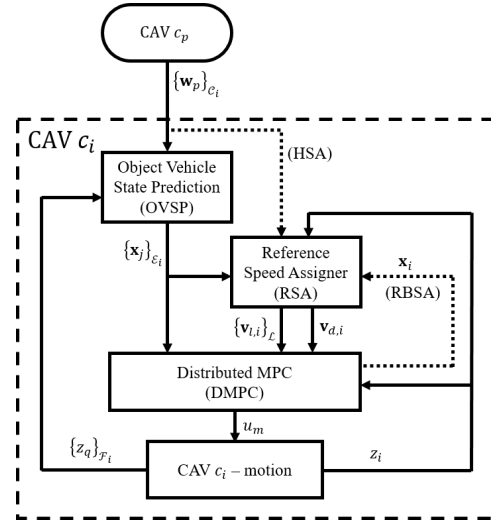 CAV c_p
{w_p}_{C_i}
CAV c_i
(HSA)
Object Vehicle
State Prediction
(OVSP)
{x_j}_{ℰ_i}
Reference
Speed Assigner
(RSA)
x_i
(RBSA)
{v_{l,i}}_ℒ
v_{d,i}
Distributed MPC
(DMPC)
u_m
{z_q}_{ℱ_i}
CAV c_i – motion
z_i